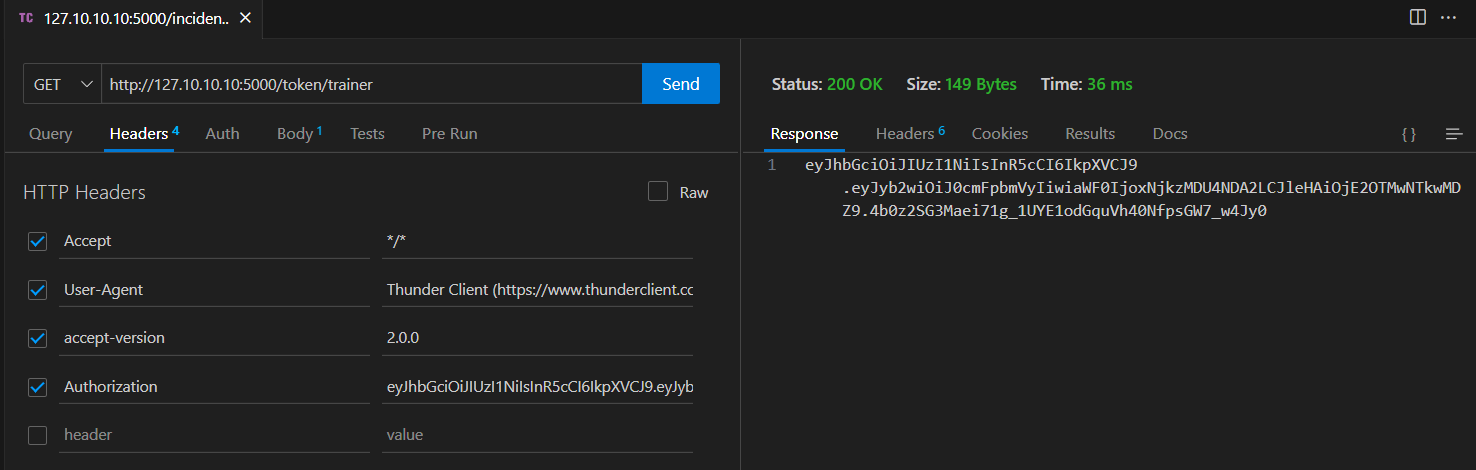 TC 127.10.10.10:5000/inciden.. ×
GET http://127.10.10.10:5000/token/trainer Send
Status: 200 OK Size: 149 Bytes Time: 36 ms
Query Headers 4 Auth Body 1 Tests Pre Run
Response Headers 6 Cookies Results Docs { }
HTTP Headers Raw
Accept */*
User-Agent Thunder Client (https://www.thunderclient.cc
accept-version 2.0.0
Authorization eyJhbGciOiJIUzI1NiIsInR5cCI6IkpXVCJ9.eyJyb
header value
1 eyJhbGciOiJIUzI1NiIsInR5cCI6IkpXVCJ9
.eyJyb2wiOiJ0cmFpbmVyIiwiaWF0IjoxNjkzMDU4NDA2LCJleHAiOjE2OTMwNTkwMD
Z9.4b0z2SG3Maei71g_1UYE1odGquVh40NfpsGW7_w4Jy0